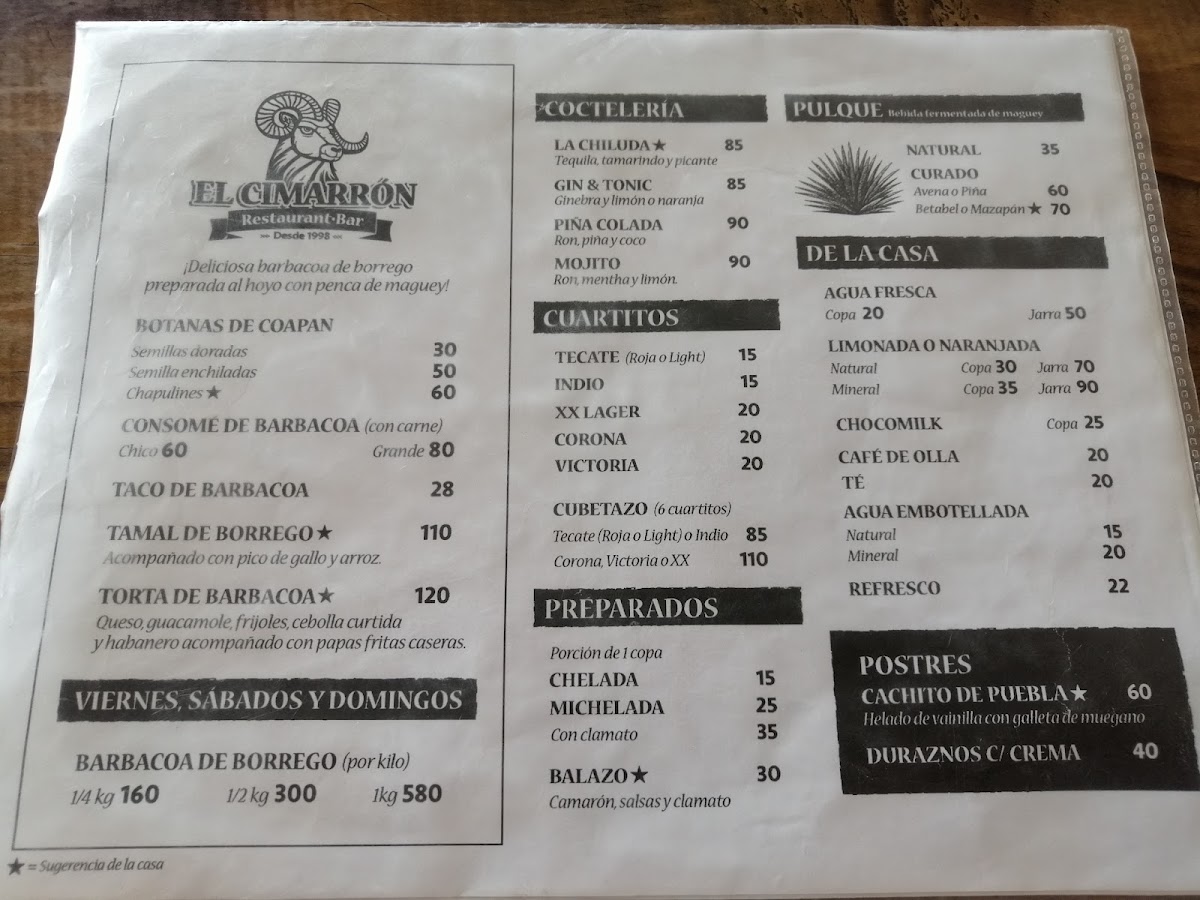 EL CIMARRÓN
Restaurant-Bar
Desde 1998
¡Deliciosa barbacoa de borrego
preparada al hoyo con penca de maguey!
BOTANAS DE COAPAN
Semillas doradas 30
Semilla enchiladas 50
Chapulines ★ 60
CONSOMÉ DE BARBACOA (con carne)
Chico 60 Grande 80
TACO DE BARBACOA 28
TAMAL DE BORREGO ★ 110
Acompañado con pico de gallo y arroz.
TORTA DE BARBACOA ★ 120
Queso, guacamole, frijoles, cebolla curtida
y habanero acompañado con papas fritas caseras.
VIERNES, SÁBADOS Y DOMINGOS
BARBACOA DE BORREGO (por kilo)
1/4 kg 160 1/2 kg 300 1kg 580
★ = Sugerencia de la casa
COCTELERÍA
LA CHILUDA ★ 85
Tequila, tamarindo y picante
GIN & TONIC 85
Ginebra y limón o naranja
PIÑA COLADA 90
Ron, piña y coco
MOJITO 90
Ron, mentha y limón.
CUARTITOS
TECATE (Roja o Light) 15
INDIO 15
XX LAGER 20
CORONA 20
VICTORIA 20
CUBETAZO (6 cuartitos)
Tecate (Roja o Light) o Indio 85
Corona, Victoria o XX 110
PREPARADOS
Porción de 1 copa
CHELADA 15
MICHELADA 25
Con clamato 35
BALAZO ★ 30
Camarón, salsas y clamato
PULQUE Bebida fermentada de maguey
NATURAL 35
CURADO
Avena o Piña 60
Betabel o Mazapán ★ 70
DE LA CASA
AGUA FRESCA
Copa 20 Jarra 50
LIMONADA O NARANJADA
Natural Copa 30 Jarra 70
Mineral Copa 35 Jarra 90
CHOCOMILK Copa 25
CAFÉ DE OLLA 20
TÉ 20
AGUA EMBOTELLADA
Natural 15
Mineral 20
REFRESCO 22
POSTRES
CACHITO DE PUEBLA ★ 60
Helado de vainilla con galleta de muegano
DURAZNOS C/ CREMA 40